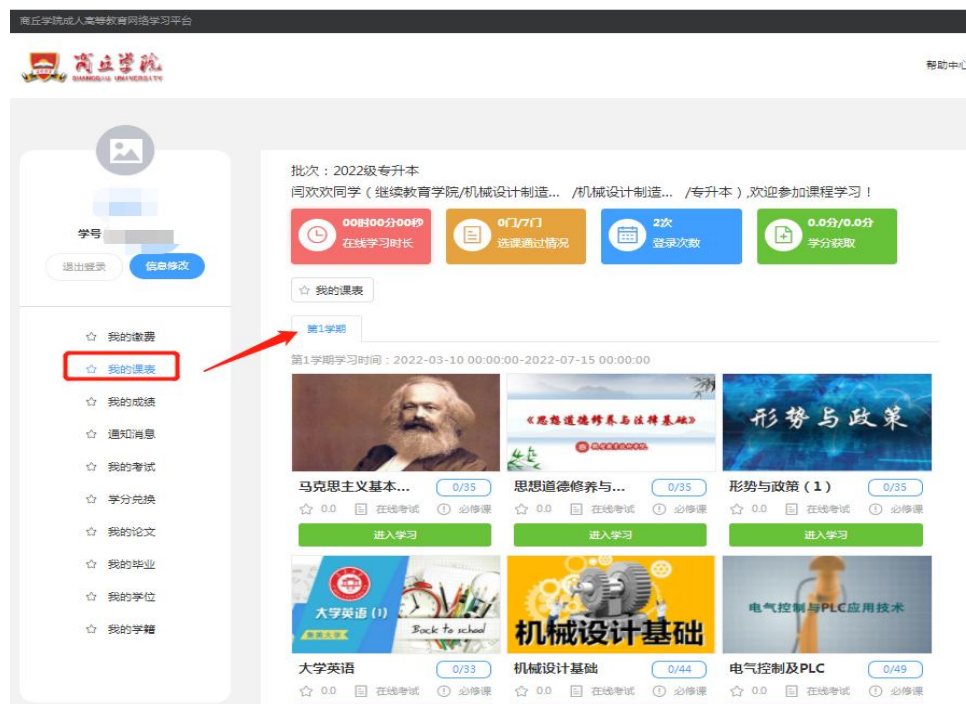 商丘学院成人高等教育网络学习平台
商丘学院
SHANGQIU UNIVERSITY
帮助中心
学号
退出登录
信息修改
我的缴费
我的课表
我的成绩
通知消息
我的考试
学分兑换
我的论文
我的毕业
我的学位
我的学籍
批次：2022级专升本
闫欢欢同学（继续教育学院/机械设计制造... /机械设计制造... /专升本）,欢迎参加课程学习！
00时00分00秒
在线学习时长
0门/7门
选课通过情况
2次
登录次数
0.0分/0.0分
学分获取
我的课表
第1学期
第1学期学习时间：2022-03-10 00:00:00-2022-07-15 00:00:00
《思想道德修养与法律基础》
形势与政策
马克思主义基本... 0/35
0.0 在线考试 必修课
进入学习
思想道德修养与... 0/35
0.0 在线考试 必修课
进入学习
形势与政策（1） 0/35
0.0 在线考试 必修课
进入学习
大学英语 (1)
Back to school
机械设计基础
电气控制与PLC应用技术
大学英语 0/33
0.0 在线考试 必修课
机械设计基础 0/44
0.0 在线考试 必修课
电气控制及PLC 0/49
0.0 在线考试 必修课